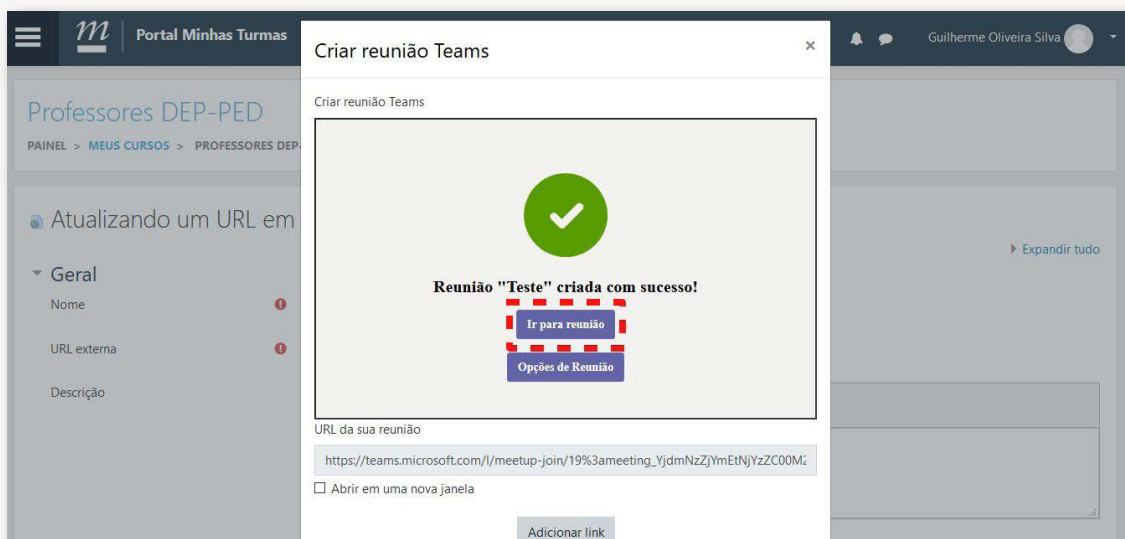 m Portal Minhas Turmas
Guilherme Oliveira Silva
Professores DEP-PED
PAINEL > MEUS CURSOS > PROFESSORES DEP-
Atualizando um URL em
Expandir tudo
Geral
Nome
URL externa
Descrição
Criar reunião Teams ×
Criar reunião Teams
Reunião "Teste" criada com sucesso!
Ir para reunião
Opções de Reunião
URL da sua reunião
https://teams.microsoft.com/l/meetup-join/19%3ameeting_YjdmNzZjYmEtNjYzZC00M2
Abrir em uma nova janela
Adicionar link